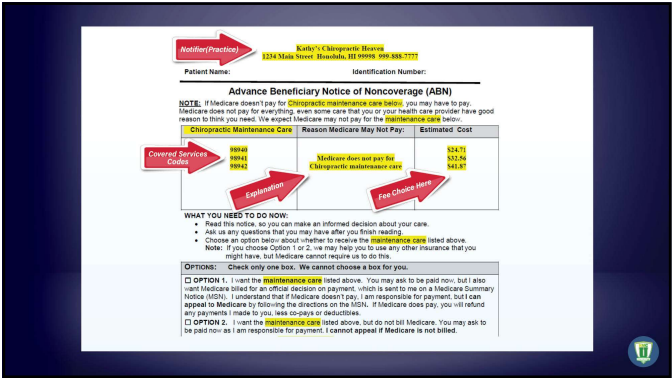 Notifier(Practice)
Kathy's Chiropractic Heaven
1234 Main Street Honolulu, HI 99998 999-888-7777
Patient Name: Identification Number:
Advance Beneficiary Notice of Noncoverage (ABN)
NOTE: If Medicare doesn't pay for Chiropractic maintenance care below, you may have to pay.
Medicare does not pay for everything, even some care that you or your health care provider have good
reason to think you need. We expect Medicare may not pay for the maintenance care below.
Chiropractic Maintenance Care Reason Medicare May Not Pay: Estimated Cost
Covered Services
Codes
98940 $24.71
98941 Medicare does not pay for $32.56
98942 Chiropractic maintenance care $41.87
Explanation
Fee Choice Here
WHAT YOU NEED TO DO NOW:
• Read this notice, so you can make an informed decision about your care.
• Ask us any questions that you may have after you finish reading.
• Choose an option below about whether to receive the maintenance care listed above.
Note: If you choose Option 1 or 2, we may help you to use any other insurance that you
might have, but Medicare cannot require us to do this.
OPTIONS: Check only one box. We cannot choose a box for you.
☐ OPTION 1. I want the maintenance care listed above. You may ask to be paid now, but I also
want Medicare billed for an official decision on payment, which is sent to me on a Medicare Summary
Notice (MSN). I understand that if Medicare doesn't pay, I am responsible for payment, but I can
appeal to Medicare by following the directions on the MSN. If Medicare does pay, you will refund
any payments I made to you, less co-pays or deductibles.
☐ OPTION 2. I want the maintenance care listed above, but do not bill Medicare. You may ask to
be paid now as I am responsible for payment. I cannot appeal if Medicare is not billed.